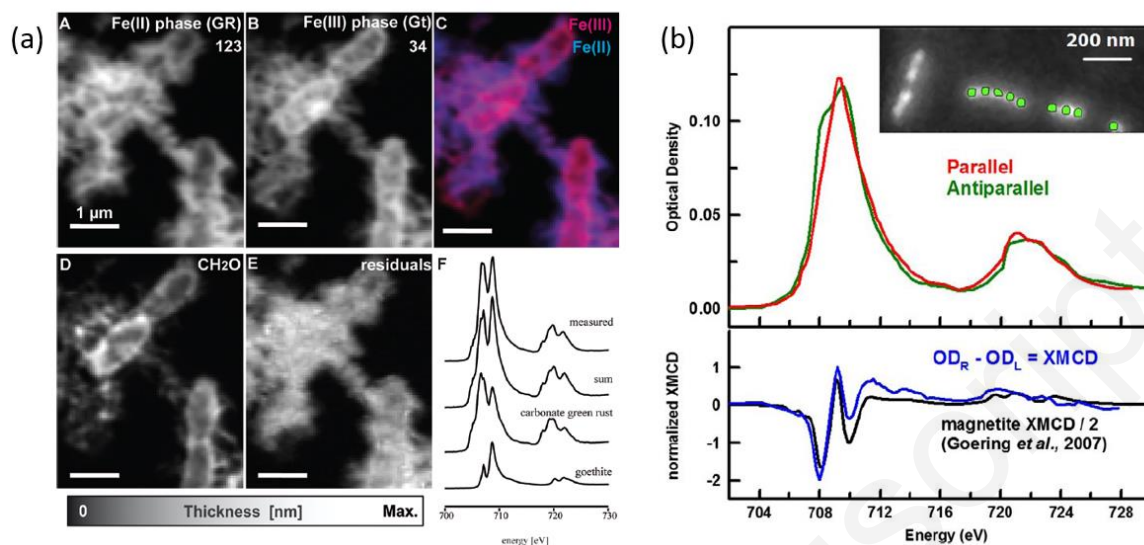 (a)
A Fe(II) phase (GR)
123
B Fe(III) phase (Gt)
34
C Fe(III)
Fe(II)
1 µm
D CH2O
E residuals
F
measured
sum
carbonate green rust
goethite
700 710 720 730
energy [eV]
0 Thickness [nm] Max.
(b)
200 nm
0.10
0.05
0.00
Optical Density
Parallel
Antiparallel
1
0
-1
-2
normalized XMCD
ODR - ODL = XMCD
magnetite XMCD / 2
(Goering et al., 2007)
704 708 712 716 720 724 728
Energy (eV)
script